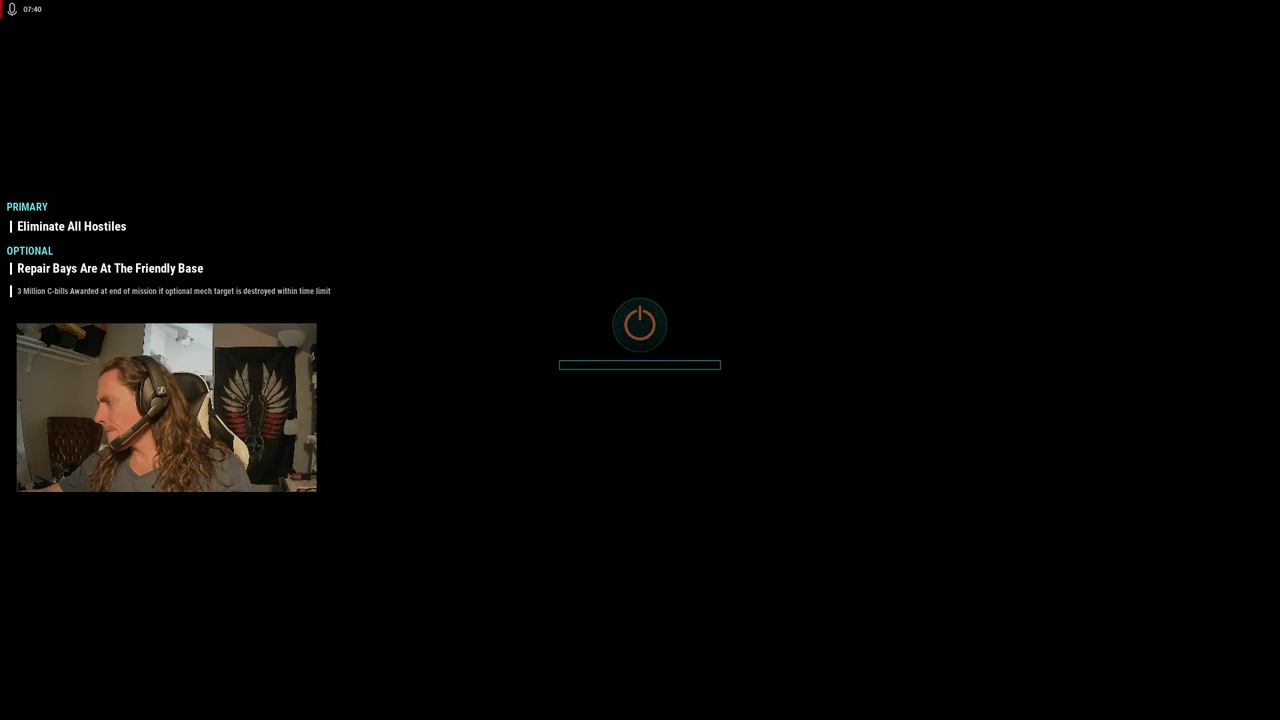 07:40
PRIMARY
Eliminate All Hostiles
OPTIONAL
Repair Bays Are At The Friendly Base
3 Million C-bills Awarded at end of mission if optional mech target is destroyed within time limit